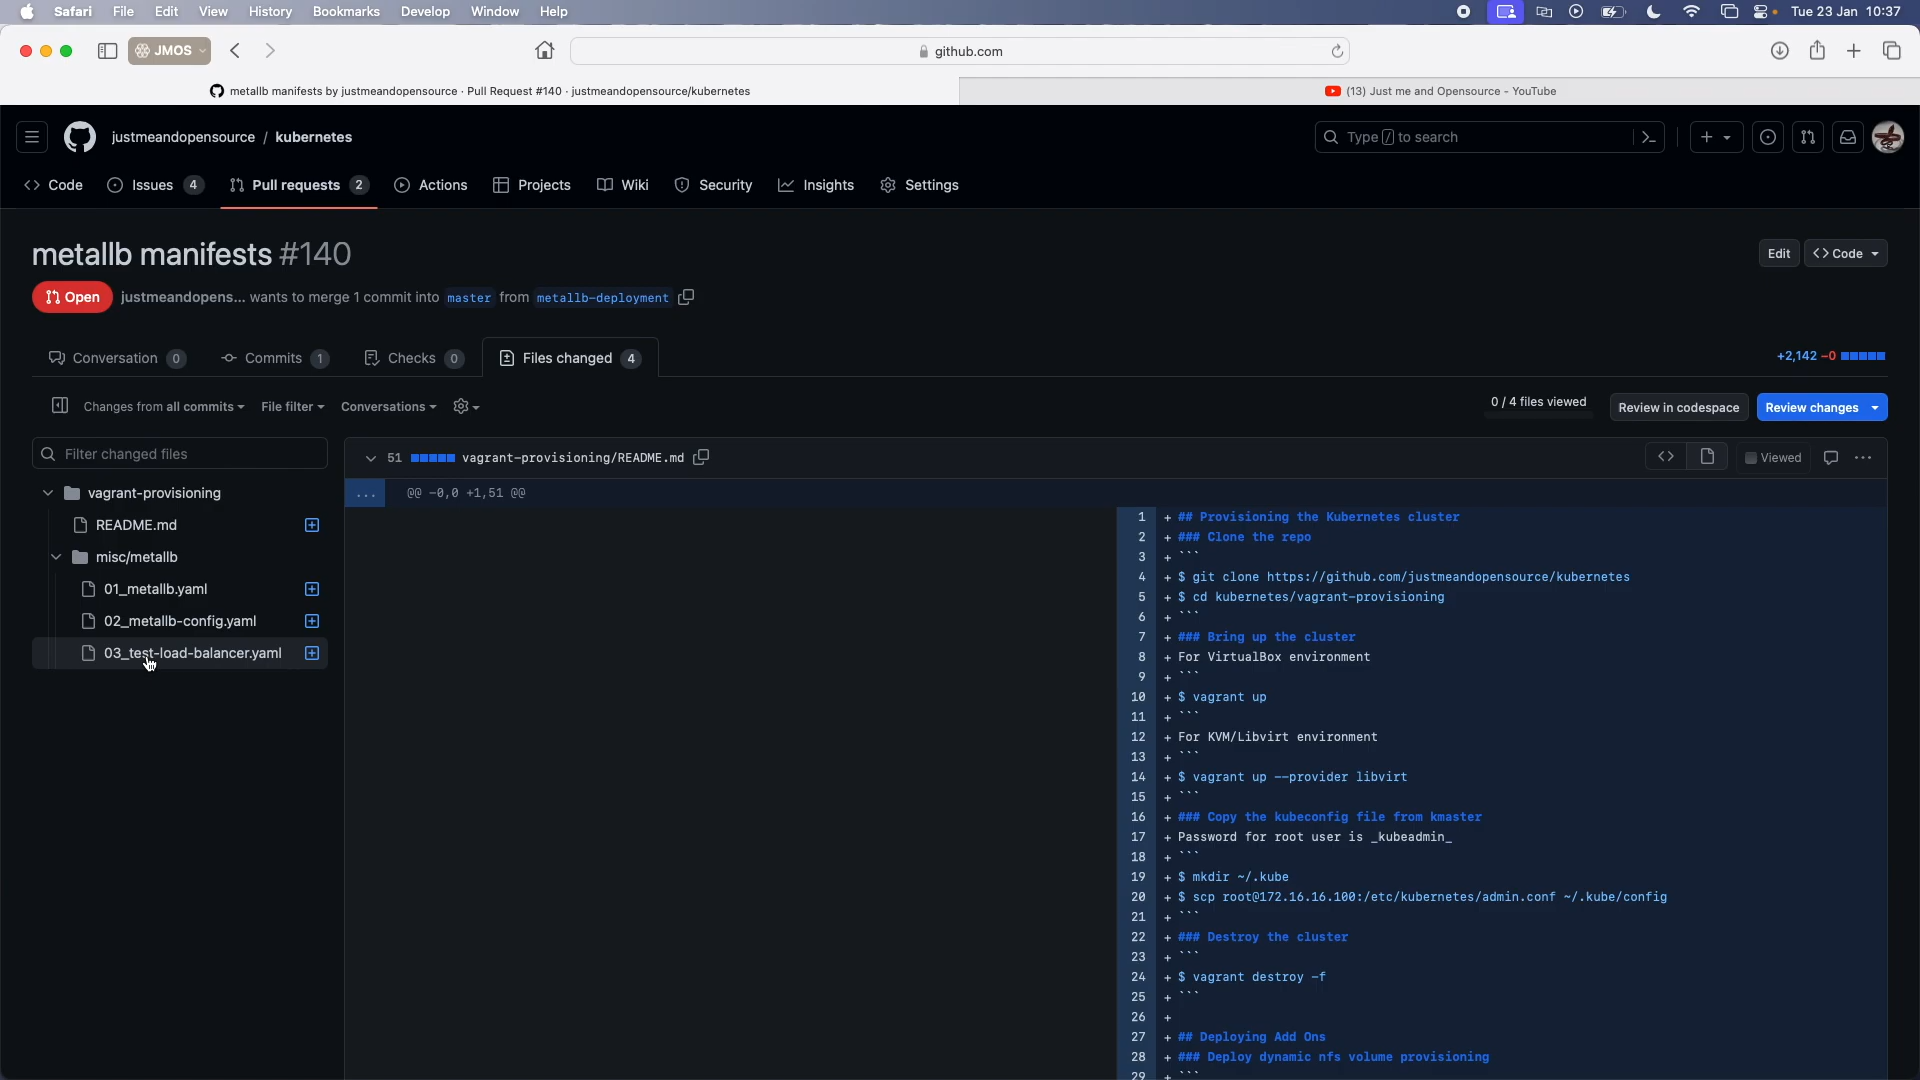 Safari File Edit View History Bookmarks Develop Window Help Tue 23 Jan 10:37
JMOS github.com
metallb manifests by justmeandopensource · Pull Request #140 · justmeandopensource/kubernetes (13) Just me and Opensource - YouTube
justmeandopensource / kubernetes Type / to search
Code Issues 4 Pull requests 2 Actions Projects Wiki Security Insights Settings
metallb manifests #140 Edit <> Code
Open justmeandopens... wants to merge 1 commit into master from metallb-deployment
Conversation 0 Commits 1 Checks 0 Files changed 4 +2,142 −0
Changes from all commits File filter Conversations 0 / 4 files viewed Review in codespace Review changes
Filter changed files 51 vagrant-provisioning/README.md Viewed
vagrant-provisioning
README.md
misc/metallb
01_metallb.yaml
02_metallb-config.yaml
03_test-load-balancer.yaml
... @@ -0,0 +1,51 @@
1 + ## Provisioning the Kubernetes cluster
2 + ### Clone the repo
3 + ```
4 + $ git clone https://github.com/justmeandopensource/kubernetes
5 + $ cd kubernetes/vagrant-provisioning
6 + ```
7 + ### Bring up the cluster
8 + For VirtualBox environment
9 + ```
10 + $ vagrant up
11 + ```
12 + For KVM/Libvirt environment
13 + ```
14 + $ vagrant up --provider libvirt
15 + ```
16 + ### Copy the kubeconfig file from kmaster
17 + Password for root user is _kubeadmin_
18 + ```
19 + $ mkdir ~/.kube
20 + $ scp root@172.16.16.100:/etc/kubernetes/admin.conf ~/.kube/config
21 + ```
22 + ### Destroy the cluster
23 + ```
24 + $ vagrant destroy -f
25 + ```
26 +
27 + ## Deploying Add Ons
28 + ### Deploy dynamic nfs volume provisioning
29 + ```